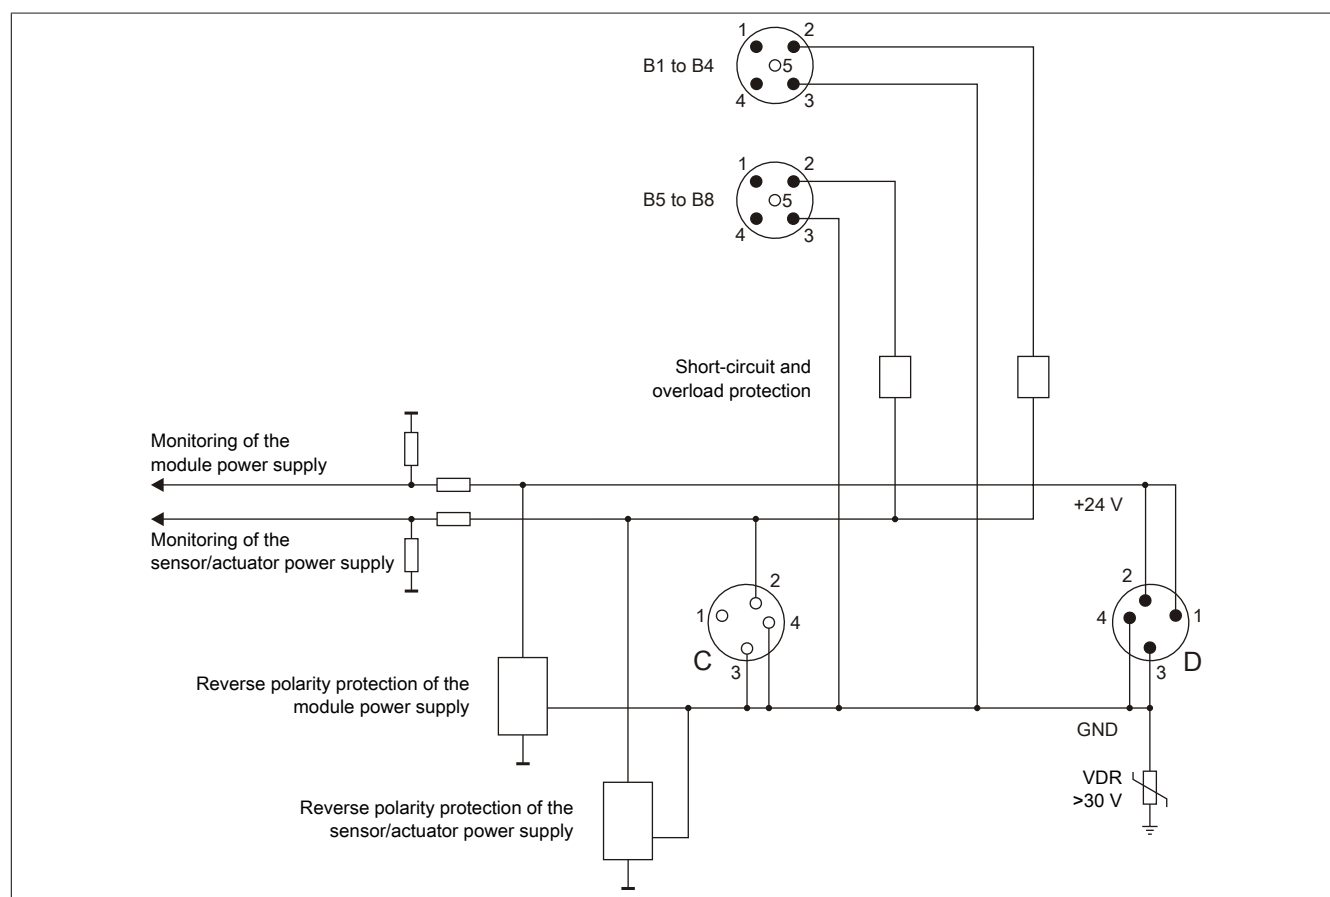 1 2
B1 to B4
5
4 3
1 2
B5 to B8
5
4 3
Short-circuit and
overload protection
Monitoring of the
module power supply
+24 V
Monitoring of the
sensor/actuator power supply
2
1 4
C
3
2
4 1
D
3
Reverse polarity protection of the
module power supply
GND
VDR
>30 V
Reverse polarity protection of the
sensor/actuator power supply